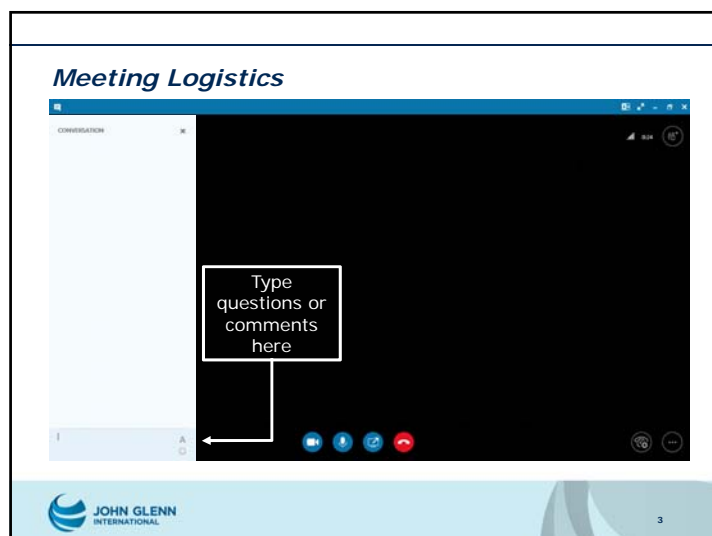 Meeting Logistics
CONVERSATION
Type
questions or
comments
here
A
JOHN GLENN
INTERNATIONAL
3